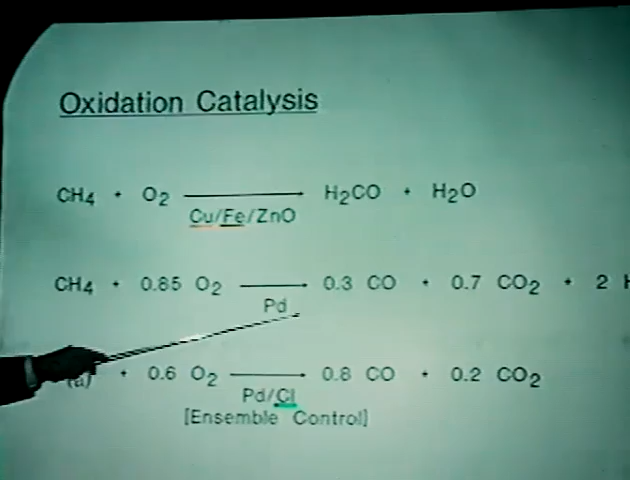 Oxidation Catalysis
CH4 + O2 → H2CO + H2O
Cu/Fe/ZnO
CH4 + 0.85 O2 → 0.3 CO + 0.7 CO2 + 2
Pd
(a) + 0.6 O2 → 0.8 CO + 0.2 CO2
Pd/Cl
[Ensemble Control]